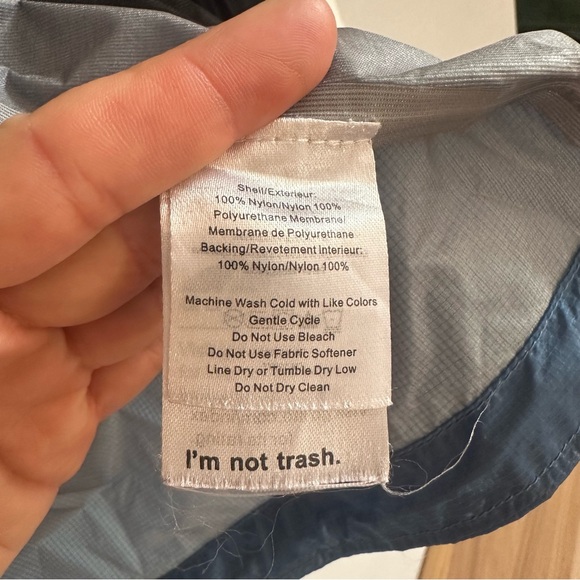 Shell/Exterieur:
100% Nylon/Nylon 100%
Polyurethane Membrane/
Membrane de Polyurethane
Backing/Revetement Interieur:
100% Nylon/Nylon 100%
Machine Wash Cold with Like Colors
Gentle Cycle
Do Not Use Bleach
Do Not Use Fabric Softener
Line Dry or Tumble Dry Low
Do Not Dry Clean
I'm not trash.